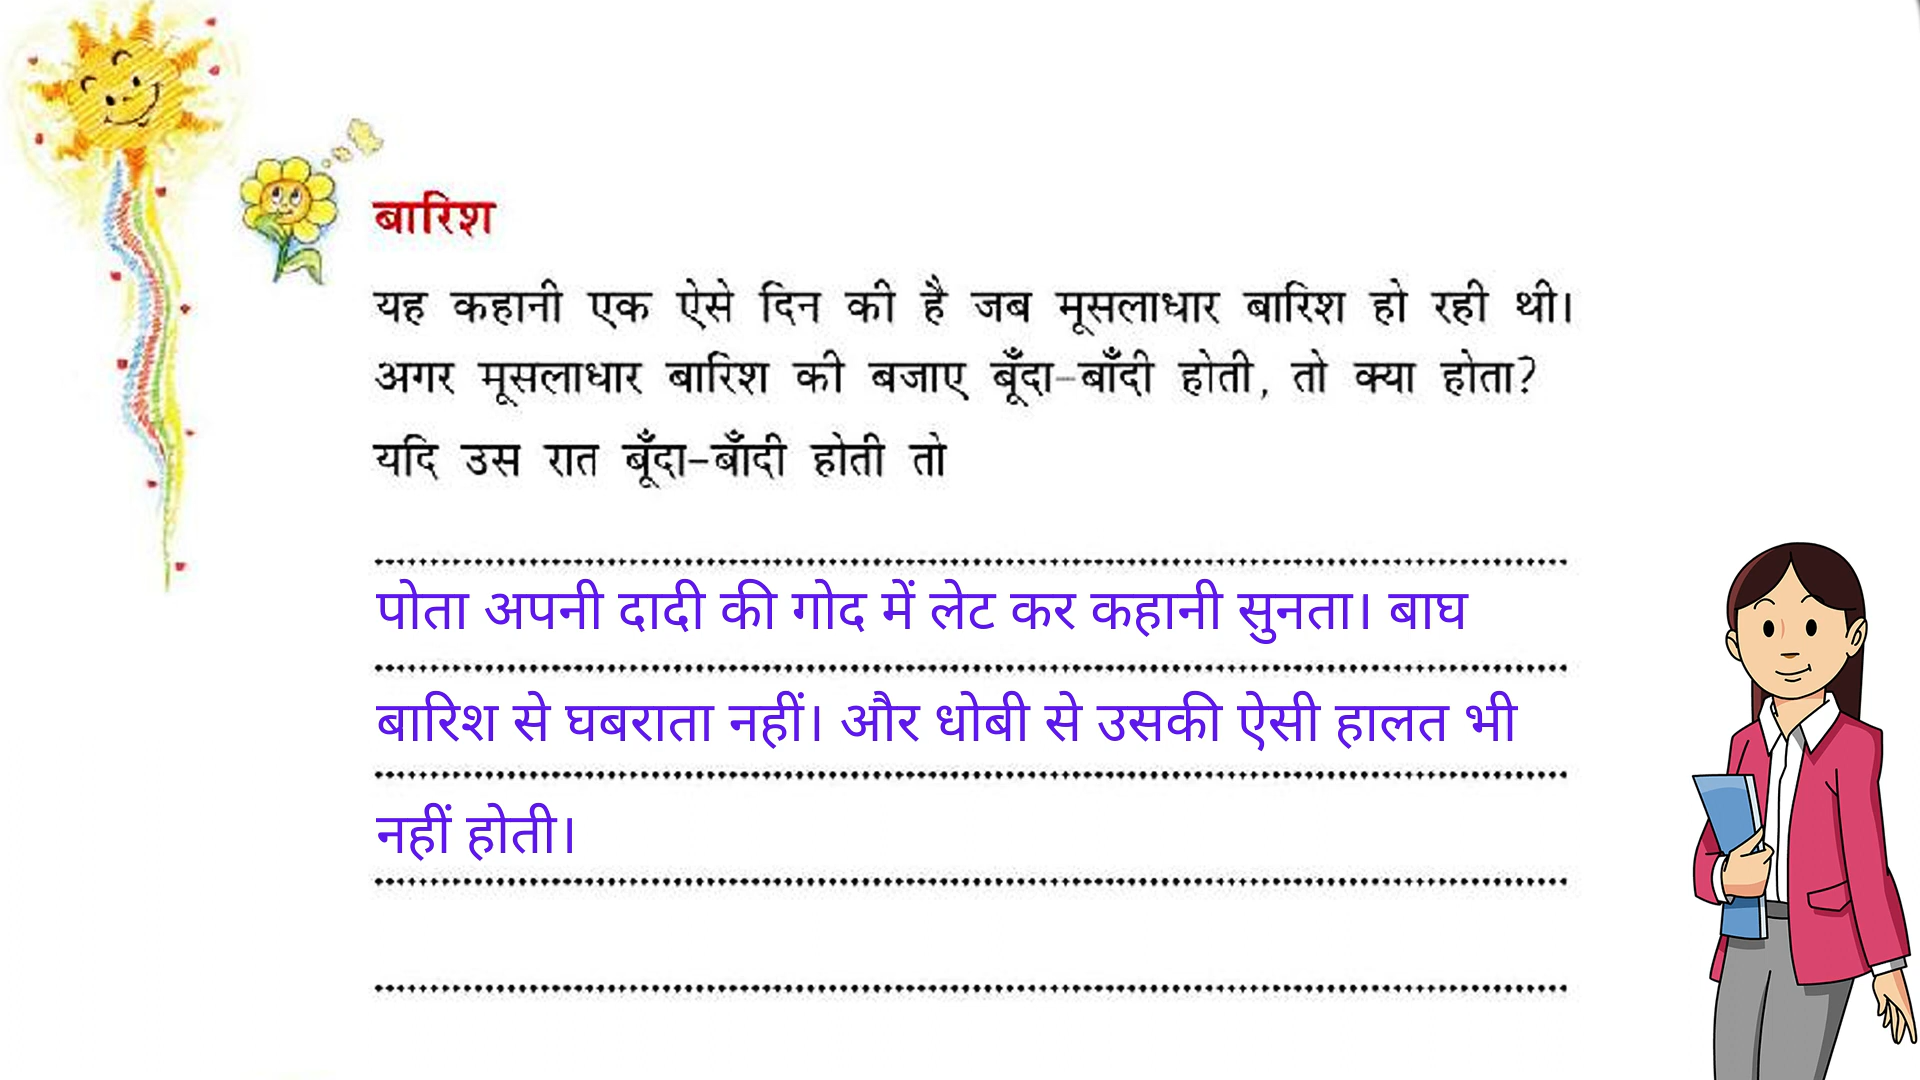 बारिश
यह कहानी एक ऐसे दिन की है जब मूसलाधार बारिश हो रही थी।
अगर मूसलाधार बारिश की बजाए बूँदा-बाँदी होती, तो क्या होता?
यदि उस रात बूँदा-बाँदी होती तो
पोता अपनी दादी की गोद में लेट कर कहानी सुनता। बाघ
बारिश से घबराता नहीं। और धोबी से उसकी ऐसी हालत भी
नहीं होती।